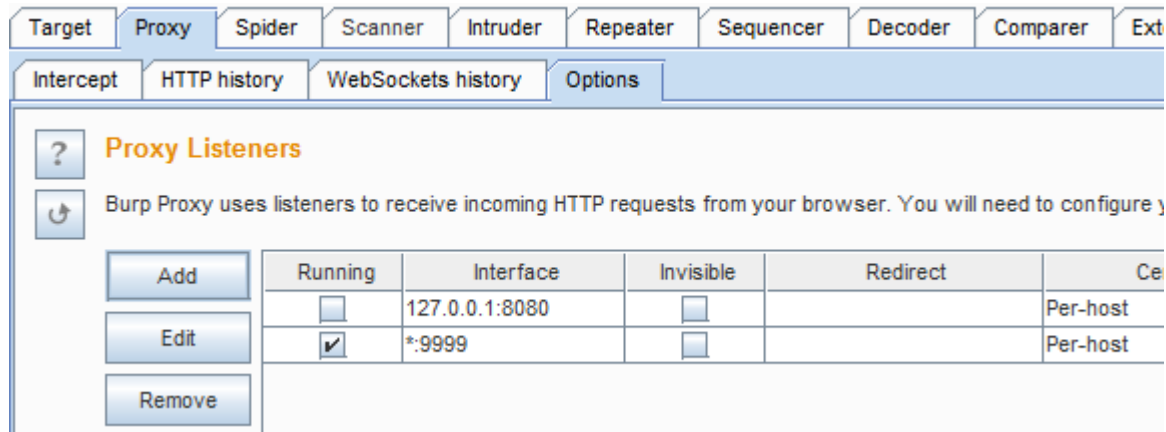 Target Proxy Spider Scanner Intruder Repeater Sequencer Decoder Comparer
Intercept HTTP history WebSockets history Options
? Proxy Listeners
Burp Proxy uses listeners to receive incoming HTTP requests from your browser. You will need to configure
Add Running Interface Invisible Redirect
127.0.0.1:8080 Per-host
Edit *:9999 Per-host
Remove